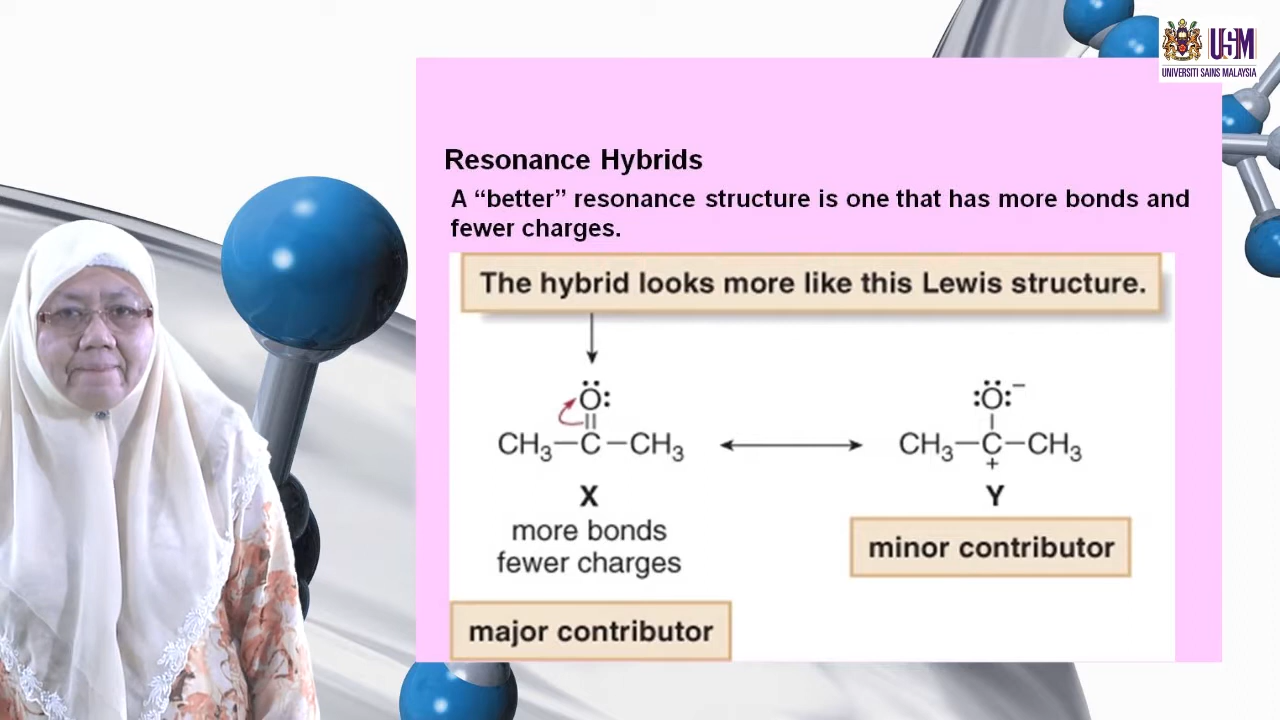 USM
UNIVERSITI SAINS MALAYSIA
Resonance Hybrids
A “better” resonance structure is one that has more bonds and
fewer charges.
The hybrid looks more like this Lewis structure.
:Ö:⁻
Ö:
CH₃—C—CH₃
CH₃—C—CH₃
+
X
Y
more bonds
fewer charges
minor contributor
major contributor